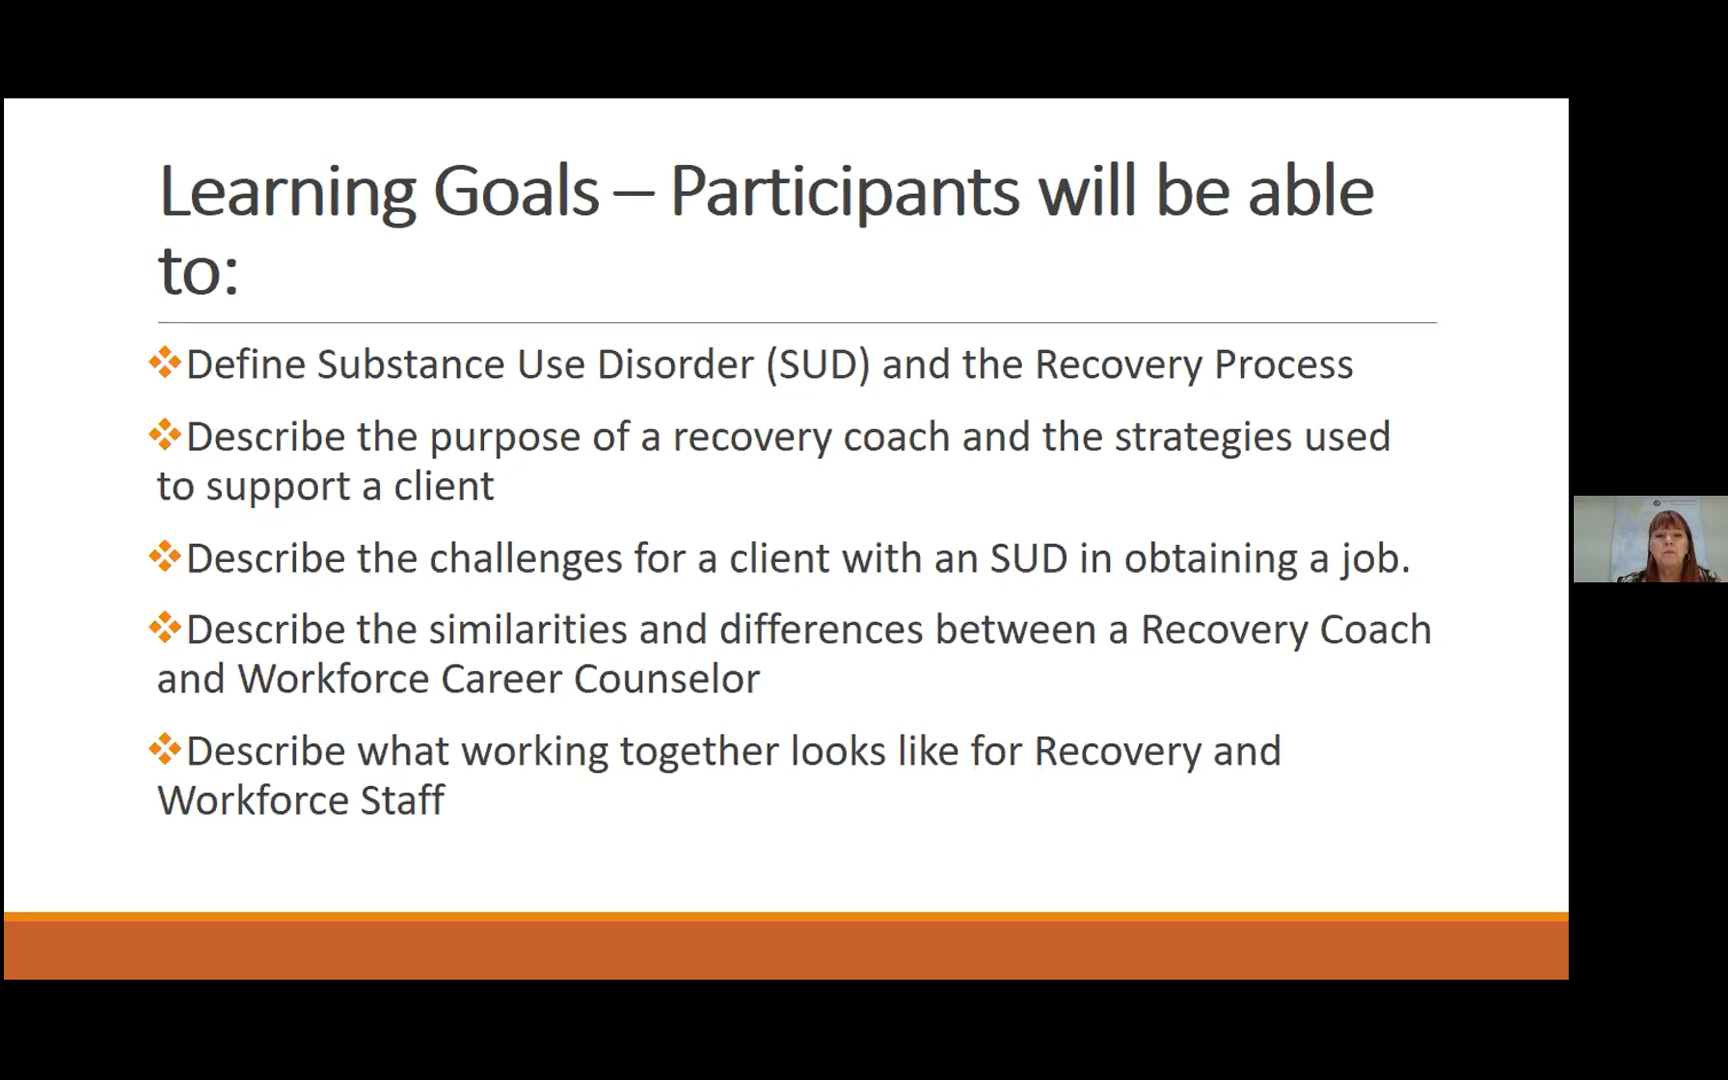 Learning Goals – Participants will be able
to:
Define Substance Use Disorder (SUD) and the Recovery Process
Describe the purpose of a recovery coach and the strategies used
to support a client
Describe the challenges for a client with an SUD in obtaining a job.
Describe the similarities and differences between a Recovery Coach
and Workforce Career Counselor
Describe what working together looks like for Recovery and
Workforce Staff